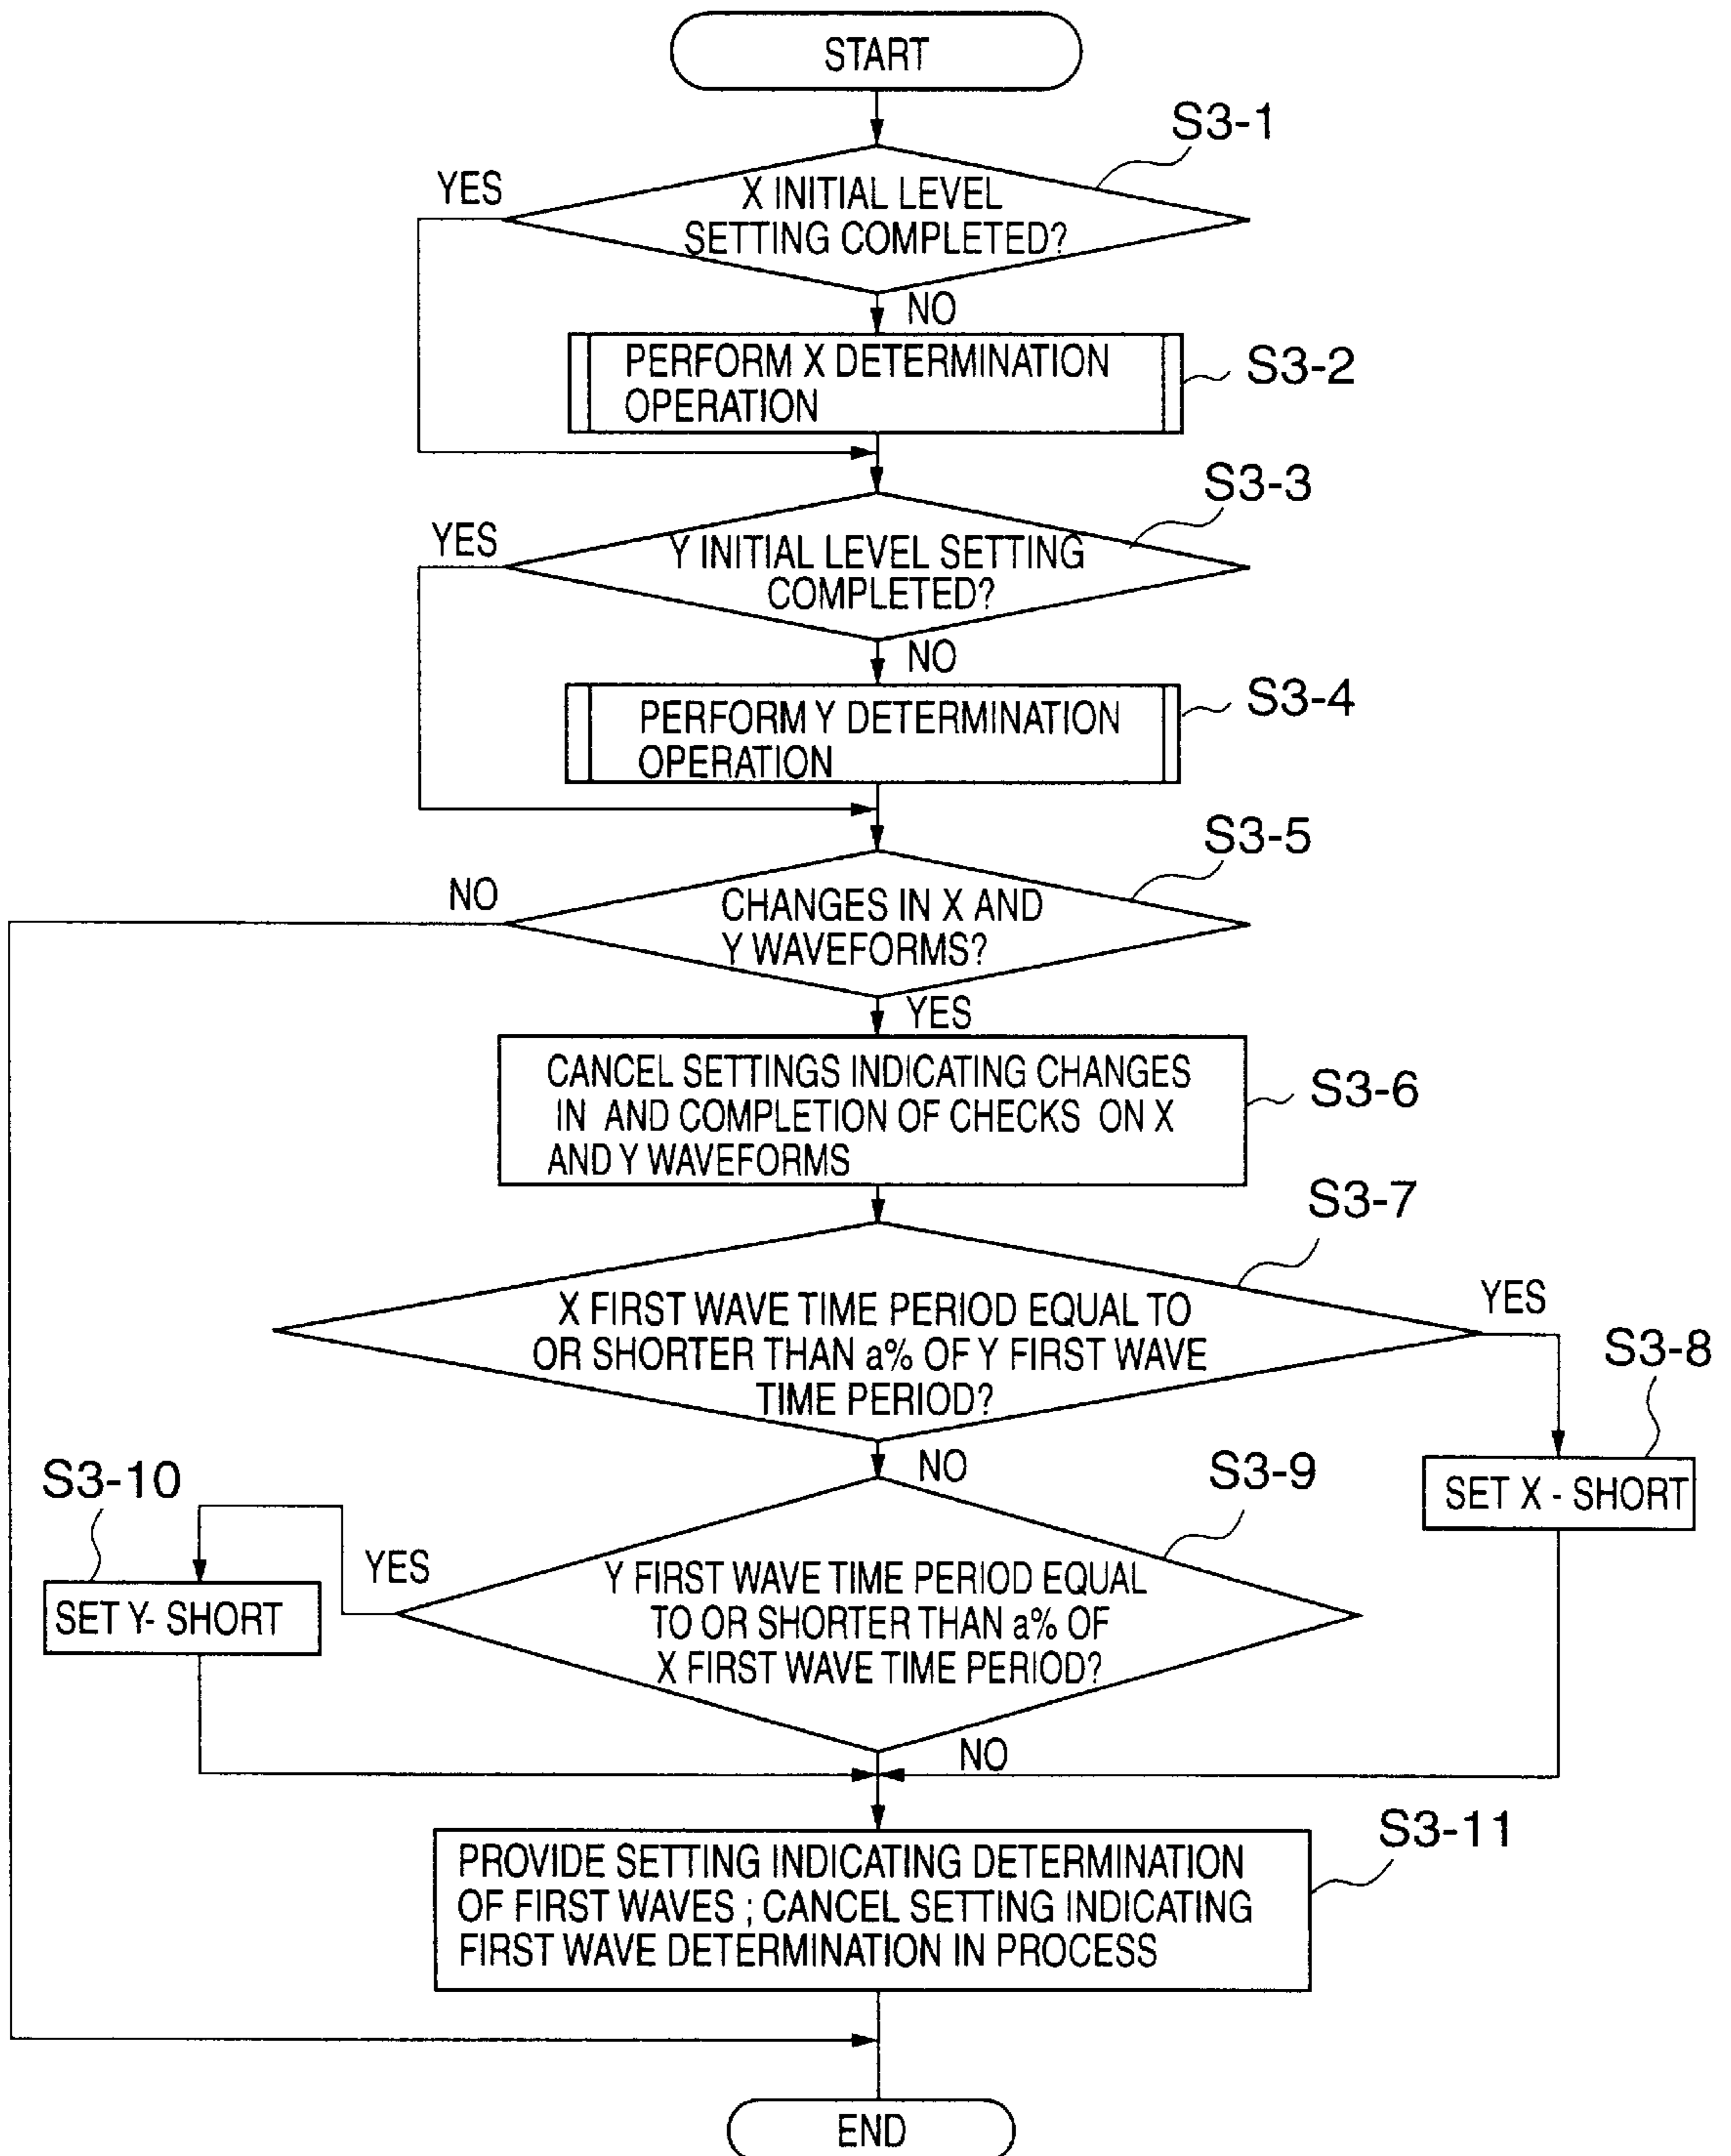 START
S3-1
YES
X INITIAL LEVEL
SETTING COMPLETED?
NO
PERFORM X DETERMINATION
OPERATION
S3-2
S3-3
YES
Y INITIAL LEVEL SETTING
COMPLETED?
NO
PERFORM Y DETERMINATION
OPERATION
S3-4
S3-5
NO
CHANGES IN X AND
Y WAVEFORMS?
YES
CANCEL SETTINGS INDICATING CHANGES
IN AND COMPLETION OF CHECKS ON X
AND Y WAVEFORMS
S3-6
S3-7
X FIRST WAVE TIME PERIOD EQUAL TO
OR SHORTER THAN a% OF Y FIRST WAVE
TIME PERIOD?
YES
S3-8
SET X - SHORT
NO
S3-9
S3-10
YES
SET Y- SHORT
Y FIRST WAVE TIME PERIOD EQUAL
TO OR SHORTER THAN a% OF
X FIRST WAVE TIME PERIOD?
NO
S3-11
PROVIDE SETTING INDICATING DETERMINATION
OF FIRST WAVES ; CANCEL SETTING INDICATING
FIRST WAVE DETERMINATION IN PROCESS
END